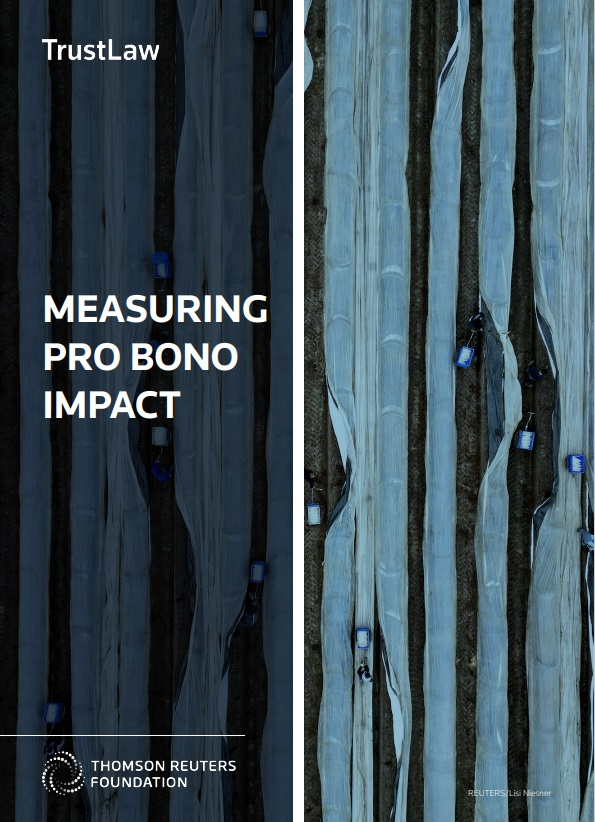 TrustLaw
MEASURING
PRO BONO
IMPACT
THOMSON REUTERS
FOUNDATION
REUTERS/Lisi Niesner